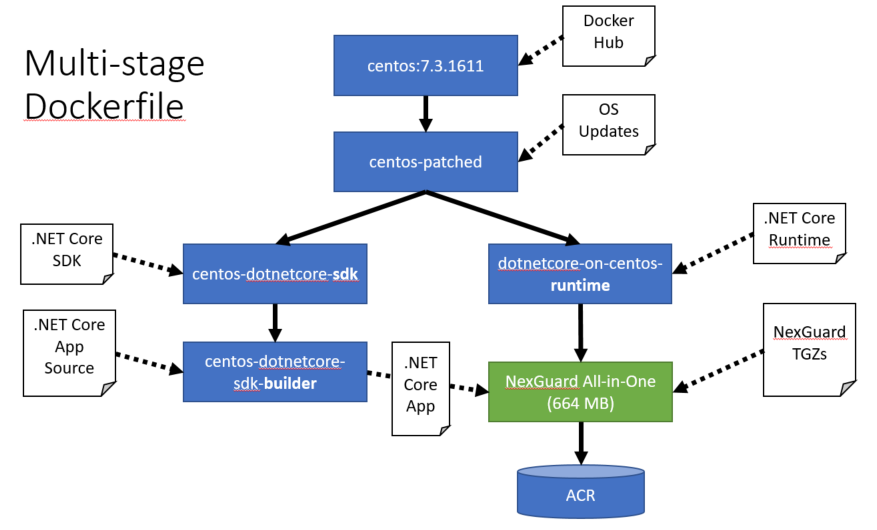 Multi-stage
Dockerfile
centos:7.3.1611
Docker
Hub
centos-patched
OS
Updates
.NET Core
SDK
centos-dotnetcore-sdk
dotnetcore-on-centos-
runtime
.NET Core
Runtime
.NET Core
App
Source
centos-dotnetcore-
sdk-builder
.NET
Core
App
NexGuard All-in-One
(664 MB)
NexGuard
TGZs
ACR